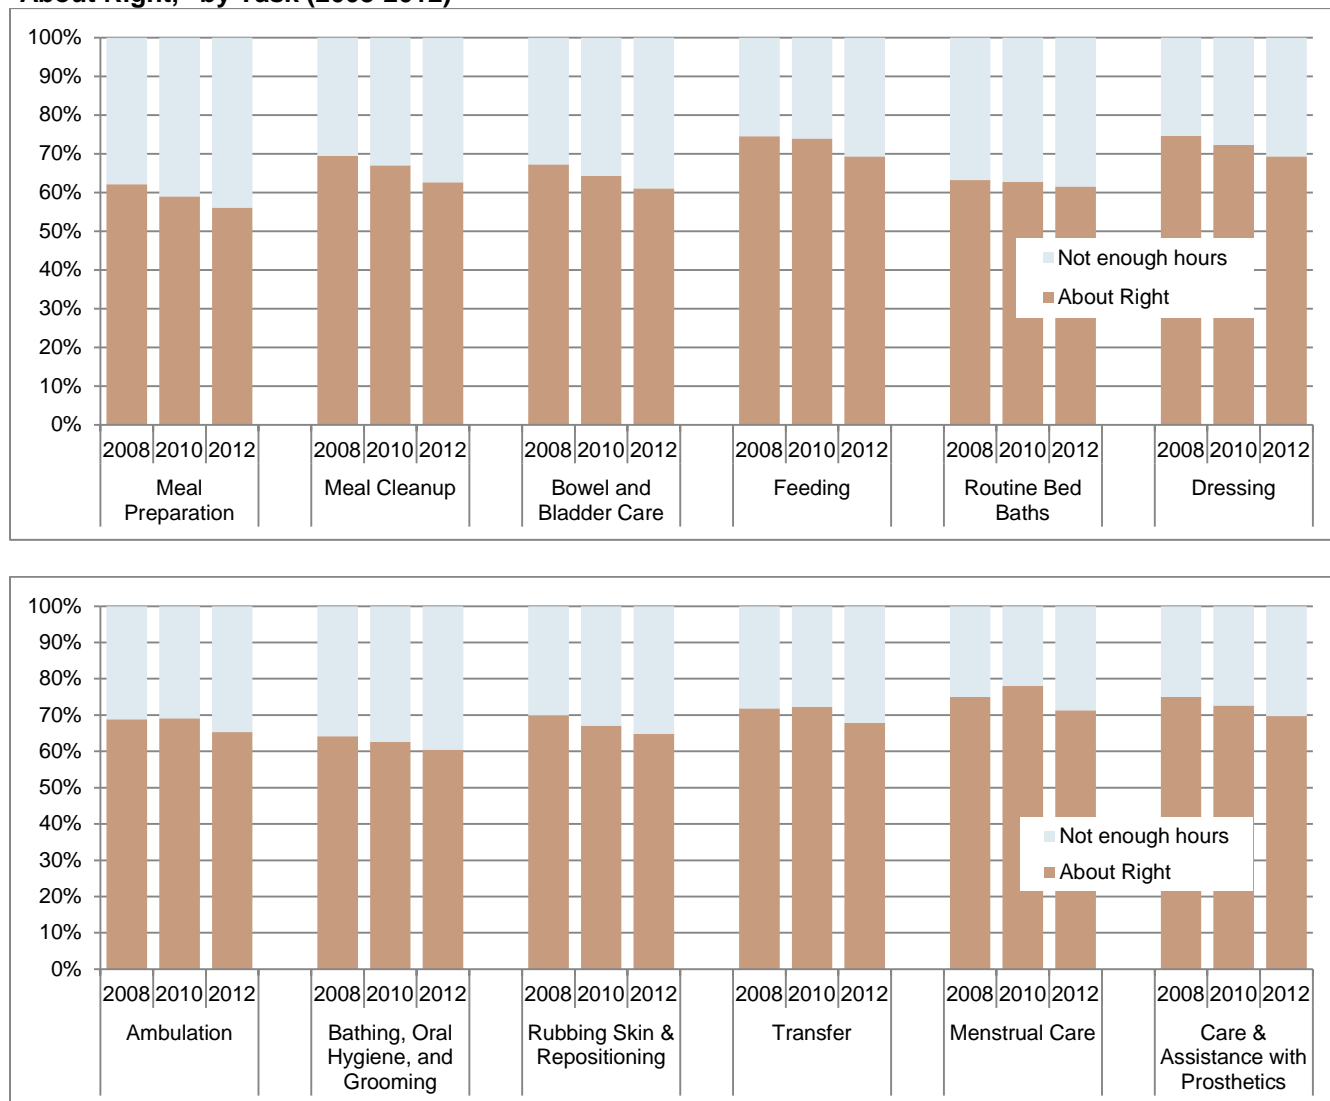 About Right," by Task (2008-2012)
100%
90%
80%
70%
60%
50%
40%
30%
20%
10%
0%
Not enough hours
About Right
2008 2010 2012 2008 2010 2012 2008 2010 2012 2008 2010 2012 2008 2010 2012 2008 2010 2012
Meal Preparation
Meal Cleanup
Bowel and Bladder Care
Feeding
Routine Bed Baths
Dressing
100%
90%
80%
70%
60%
50%
40%
30%
20%
10%
0%
Not enough hours
About Right
2008 2010 2012 2008 2010 2012 2008 2010 2012 2008 2010 2012 2008 2010 2012 2008 2010 2012
Ambulation
Bathing, Oral Hygiene, and Grooming
Rubbing Skin & Repositioning
Transfer
Menstrual Care
Care & Assistance with Prosthetics